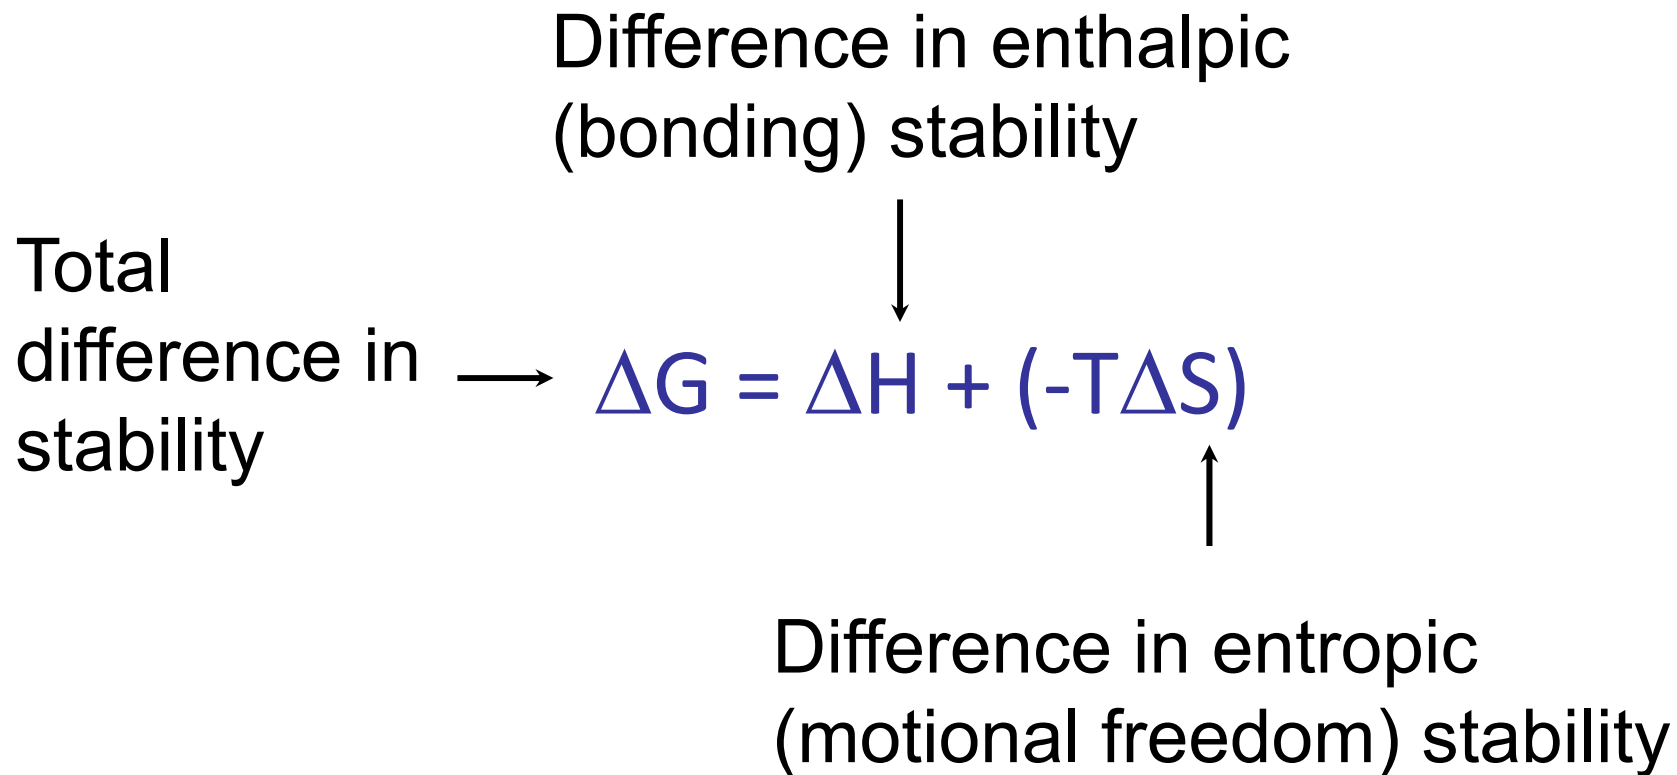 Difference in enthalpic
(bonding) stability
Total
difference in
stability
ΔG = ΔH + (-TΔS)
Difference in entropic
(motional freedom) stability